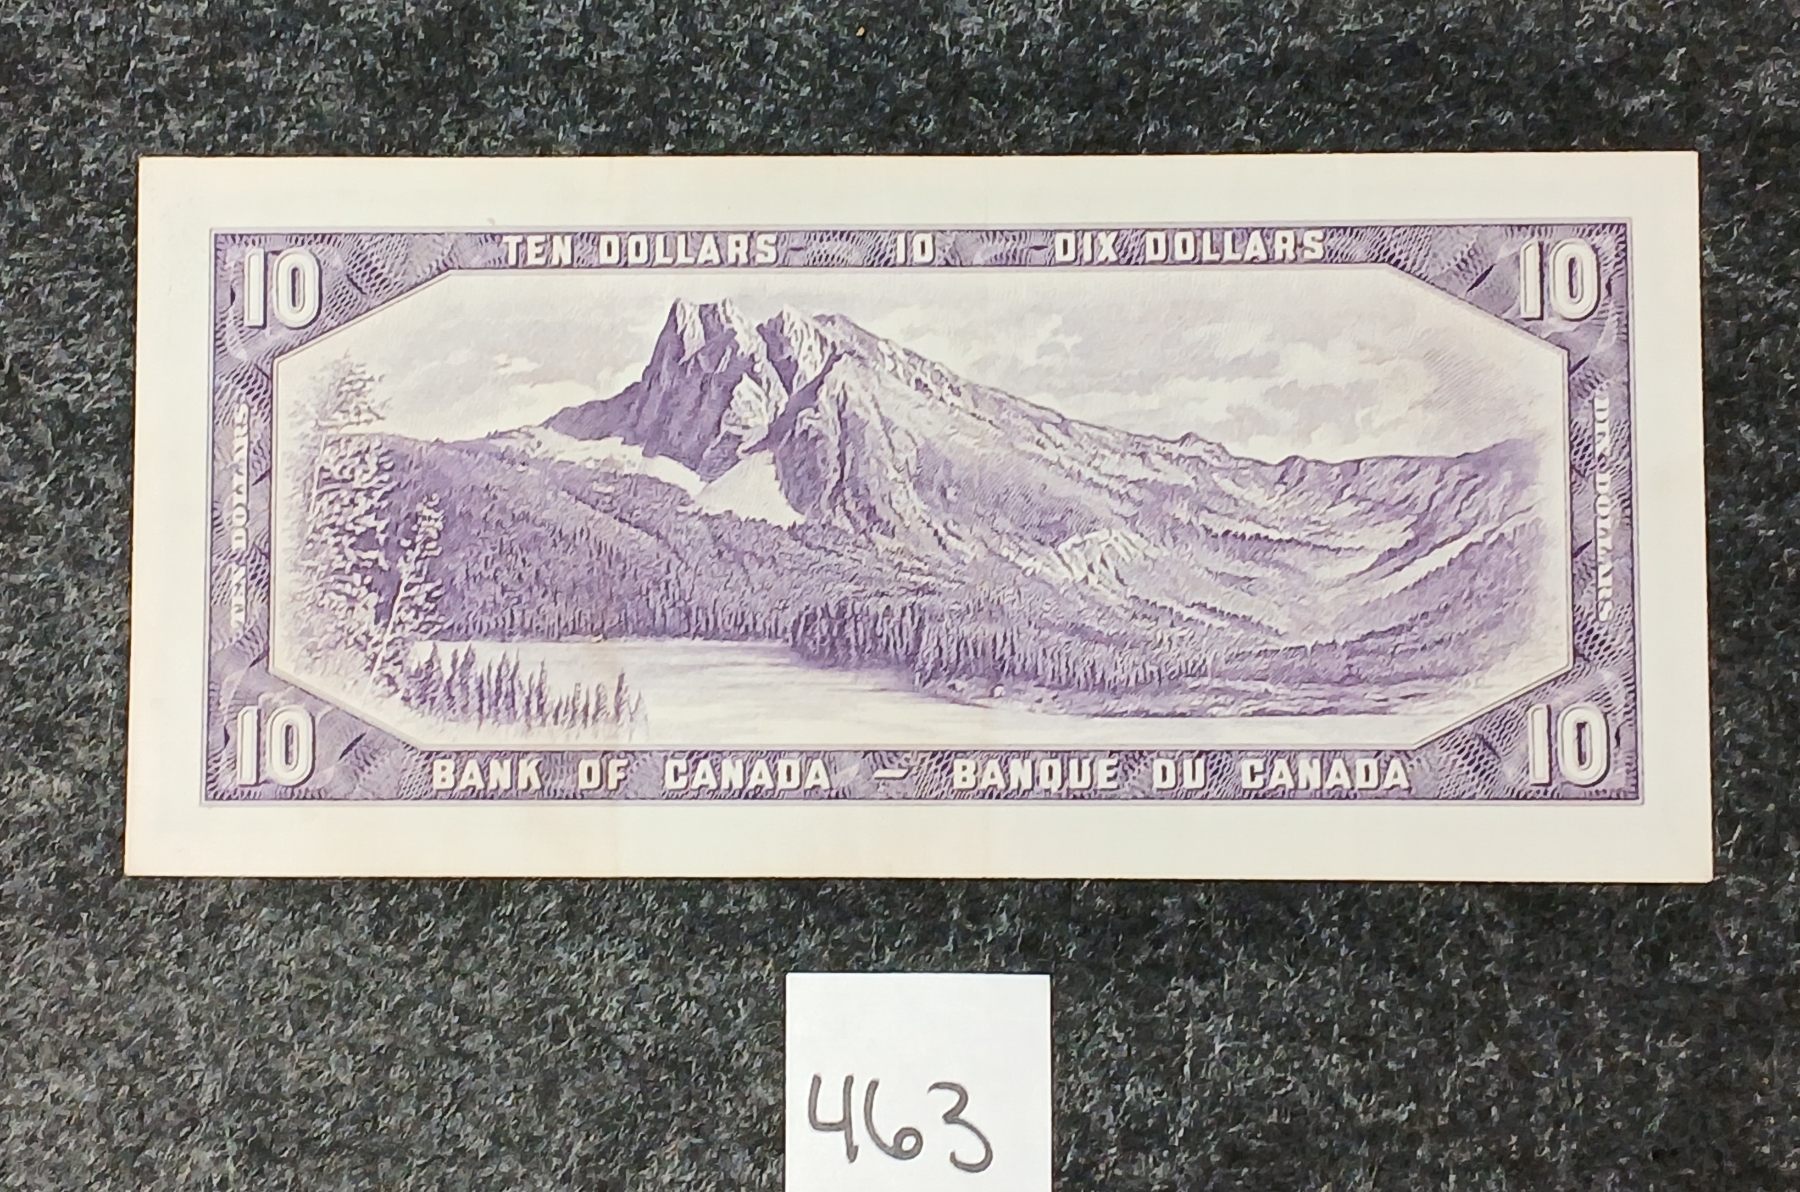 TEN DOLLARS - 10 - DIX DOLLARS
10 10
TEN DOLLARS
DIX DOLLARS
10 10
BANK OF CANADA — BANQUE DU CANADA
463